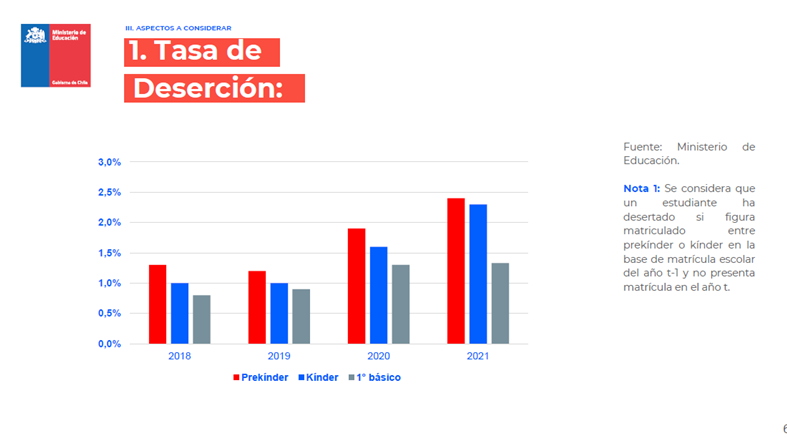 Ministerio de
Educación
Gobierno de Chile
III. ASPECTOS A CONSIDERAR
1. Tasa de
Deserción:
3,0%
2,5%
2,0%
1,5%
1,0%
0,5%
0,0%
2018
2019
2020
2021
Prekínder
Kínder
1° básico
Fuente: Ministerio de
Educación.
Nota 1: Se considera que
un estudiante ha
desertado si figura
matriculado entre
prekínder o kínder en la
base de matrícula escolar
del año t-1 y no presenta
matrícula en el año t.
6